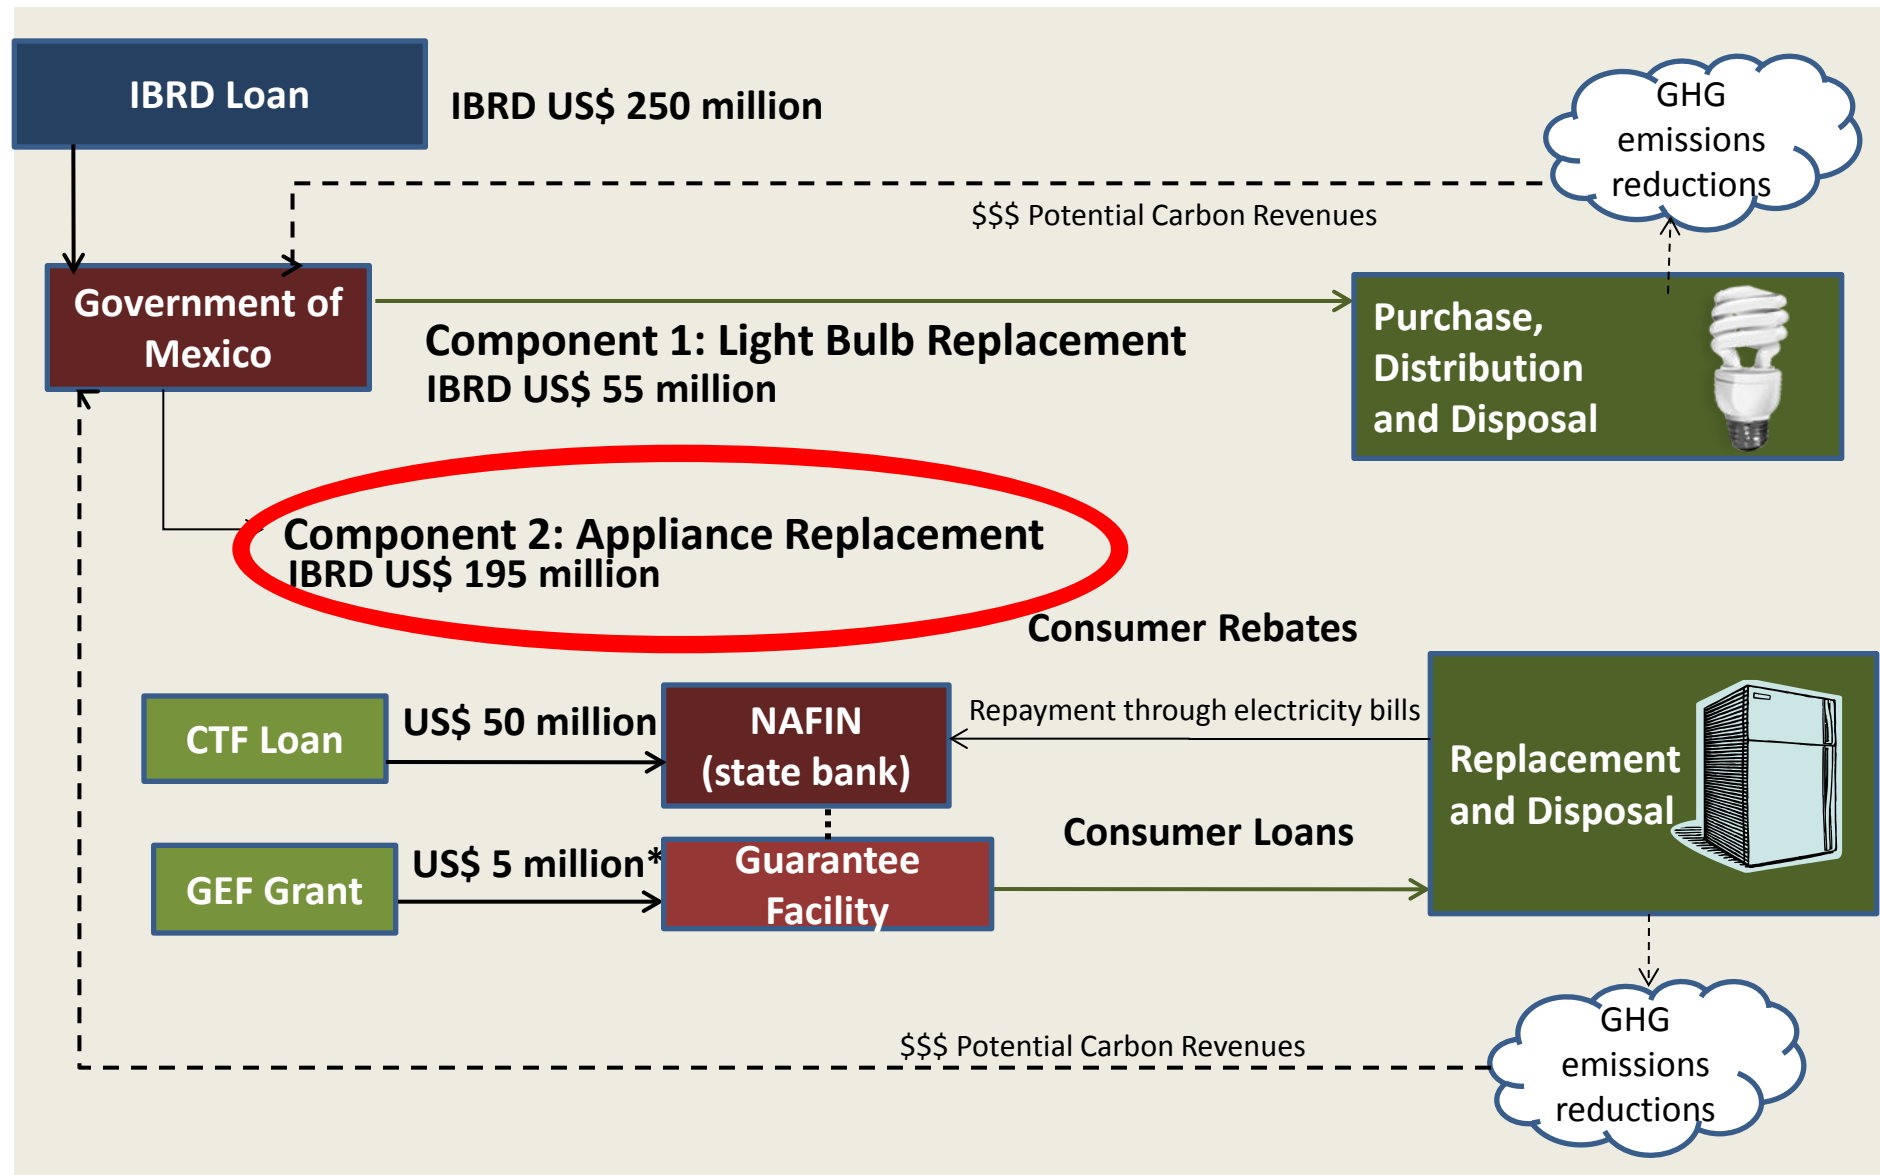 IBRD Loan
IBRD US$ 250 million
GHG
emissions
reductions
$$$ Potential Carbon Revenues
Government of
Mexico
Component 1: Light Bulb Replacement
IBRD US$ 55 million
Purchase,
Distribution
and Disposal
Component 2: Appliance Replacement
IBRD US$ 195 million
Consumer Rebates
CTF Loan
US$ 50 million
NAFIN
(state bank)
Repayment through electricity bills
Replacement
and Disposal
GEF Grant
US$ 5 million*
Guarantee
Facility
Consumer Loans
$$$ Potential Carbon Revenues
GHG
emissions
reductions